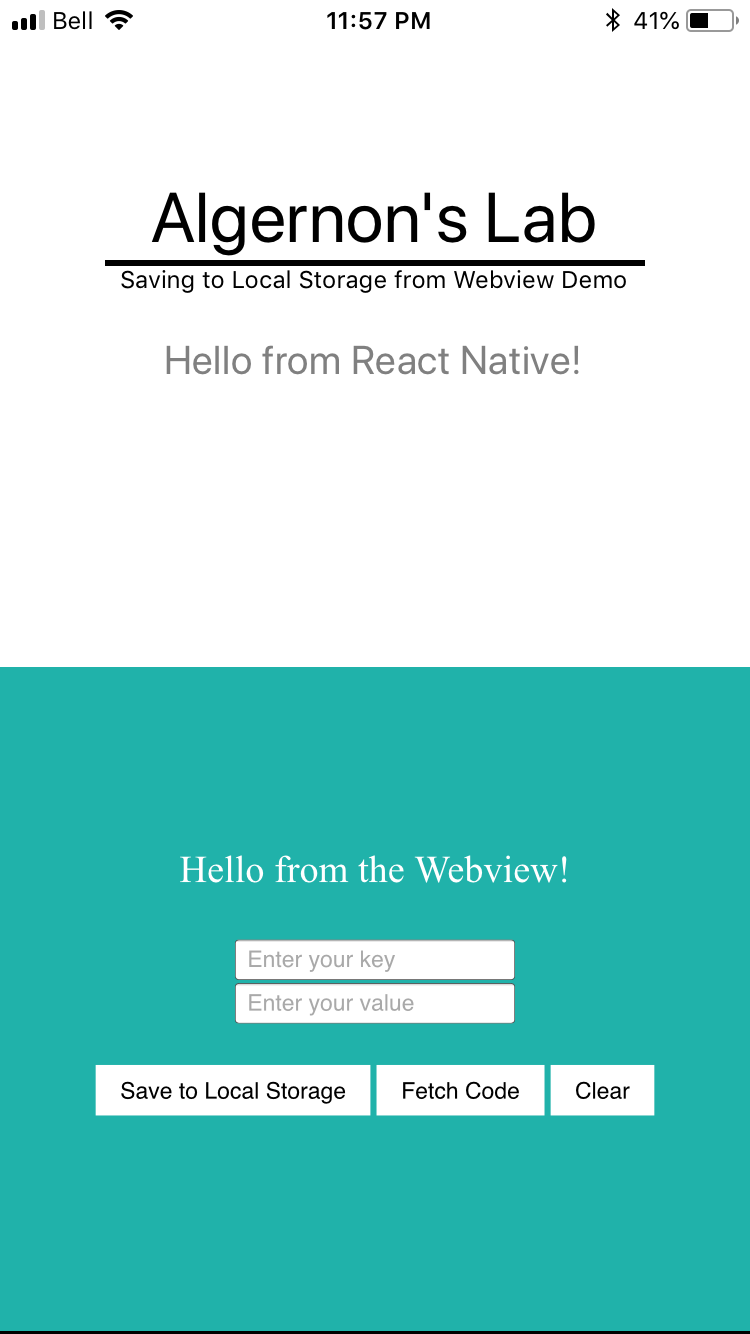 Bell 11:57 PM 41%
Algernon's Lab
Saving to Local Storage from Webview Demo
Hello from React Native!
Hello from the Webview!
Enter your key
Enter your value
Save to Local Storage Fetch Code Clear